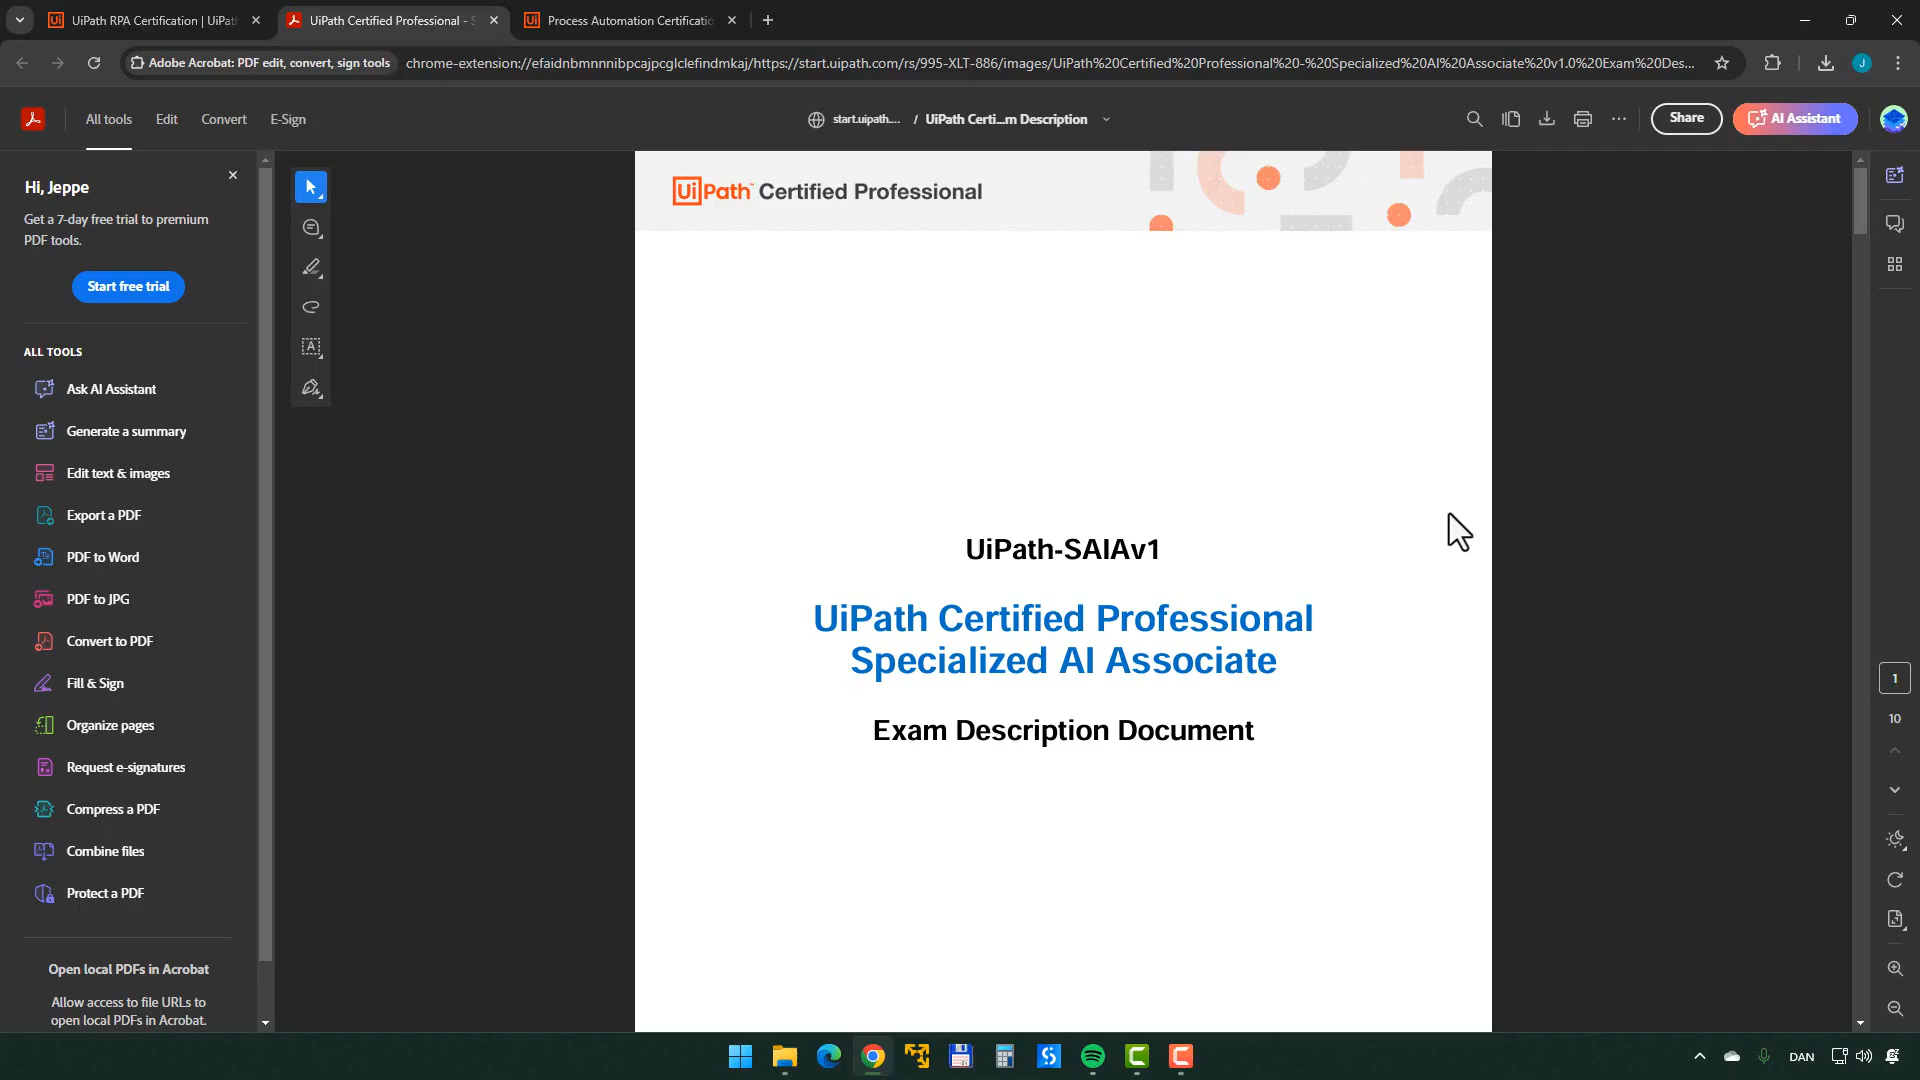 UiPath RPA Certification | UiPat
UiPath Certified Professional - S
Process Automation Certificatio
Adobe Acrobat: PDF edit, convert, sign tools
chrome-extension://efaidnbmnnnibpcajpcglclefindmkaj/https://start.uipath.com/rs/995-XLT-886/images/UiPath%20Certified%20Professional%20-%20Specialized%20AI%20Associate%20v1.0%20Exam%20Des...
J
All tools
Edit
Convert
E-Sign
start.uipath.... / UiPath Certi...m Description
Share
AI Assistant
Hi, Jeppe
Get a 7-day free trial to premium
PDF tools.
Start free trial
ALL TOOLS
Ask AI Assistant
Generate a summary
Edit text & images
Export a PDF
PDF to Word
PDF to JPG
Convert to PDF
Fill & Sign
Organize pages
Request e-signatures
Compress a PDF
Combine files
Protect a PDF
Open local PDFs in Acrobat
Allow access to file URLs to
open local PDFs in Acrobat.
UiPath™ Certified Professional
UiPath-SAIAv1
UiPath Certified Professional
Specialized AI Associate
Exam Description Document
1
10
DAN